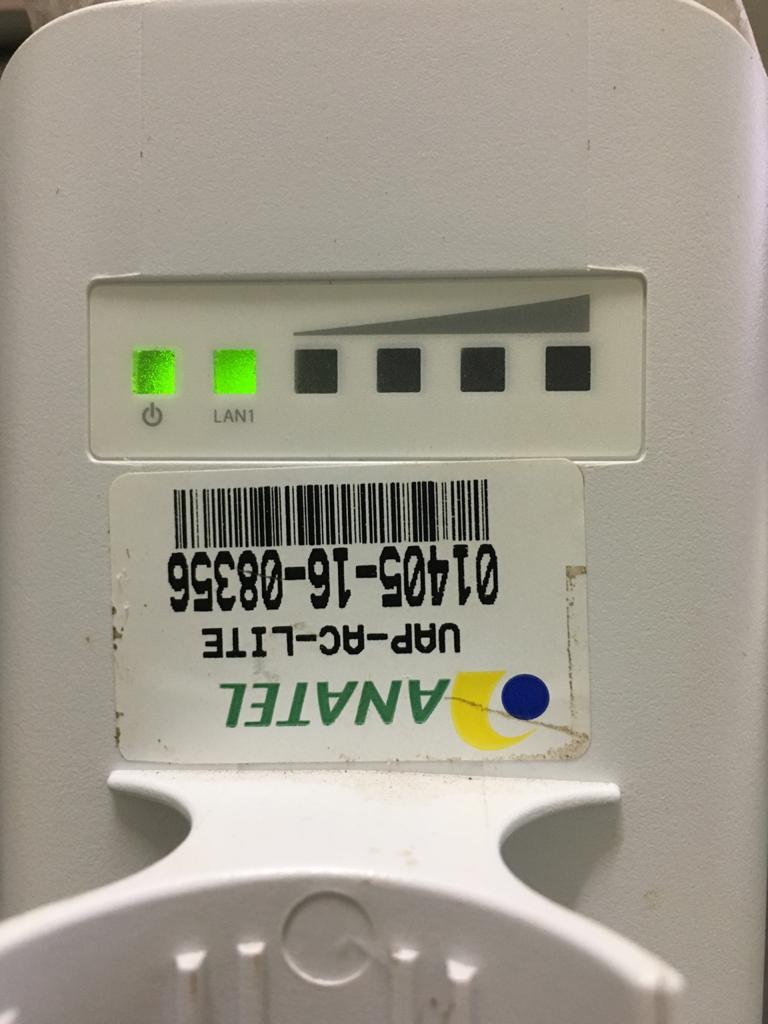 LAN1
ANATEL
UAP-AC-LITE
01405-16-08356